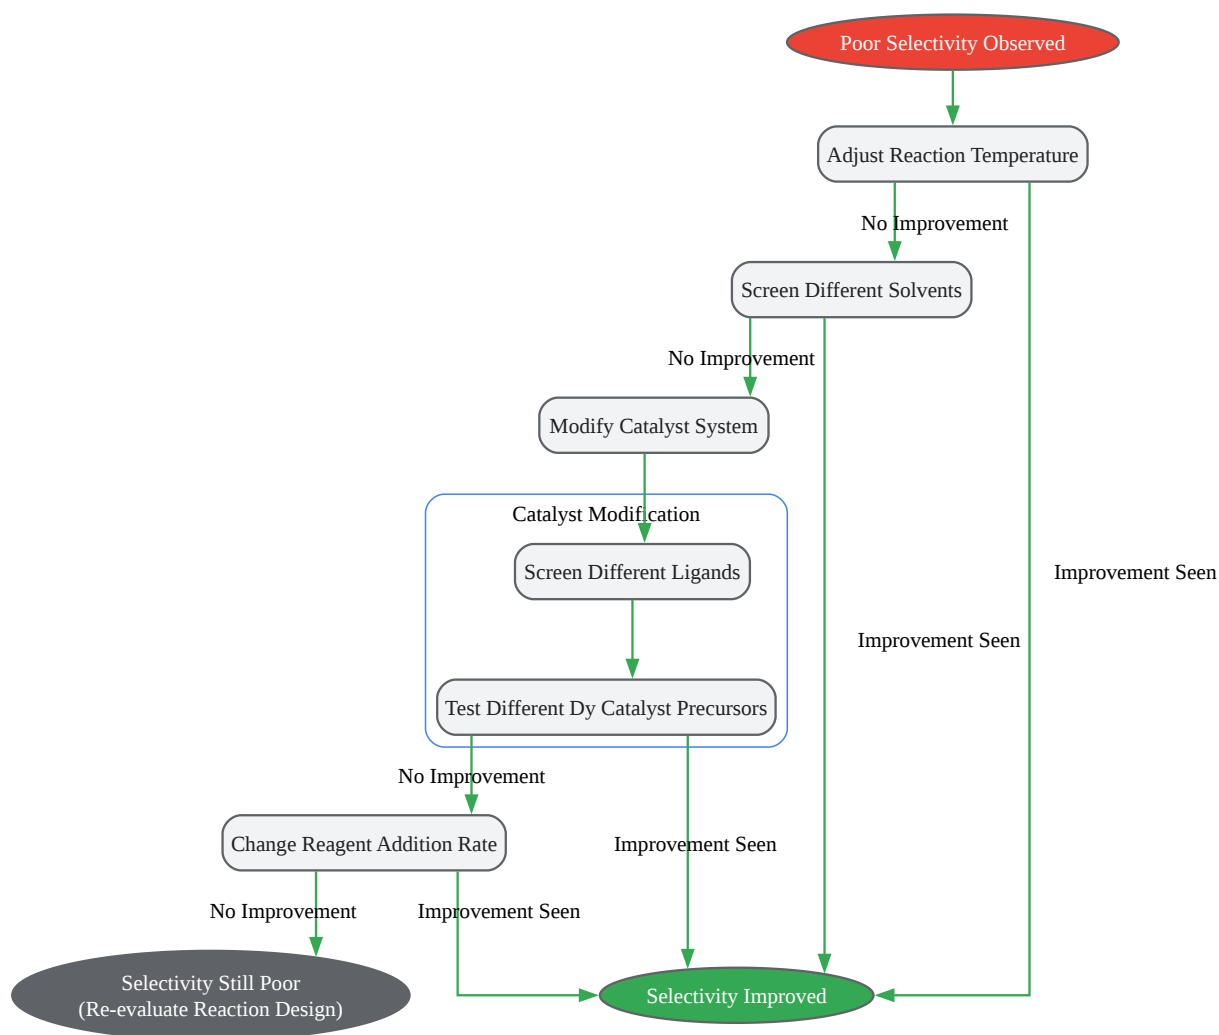 Poor Selectivity Observed
Adjust Reaction Temperature
No Improvement
Screen Different Solvents
No Improvement
Modify Catalyst System
Catalyst Modification
Screen Different Ligands
Improvement Seen
Improvement Seen
Test Different Dy Catalyst Precursors
No Improvement
Change Reagent Addition Rate
Improvement Seen
No Improvement
Improvement Seen
Selectivity Still Poor
(Re-evaluate Reaction Design)
Selectivity Improved